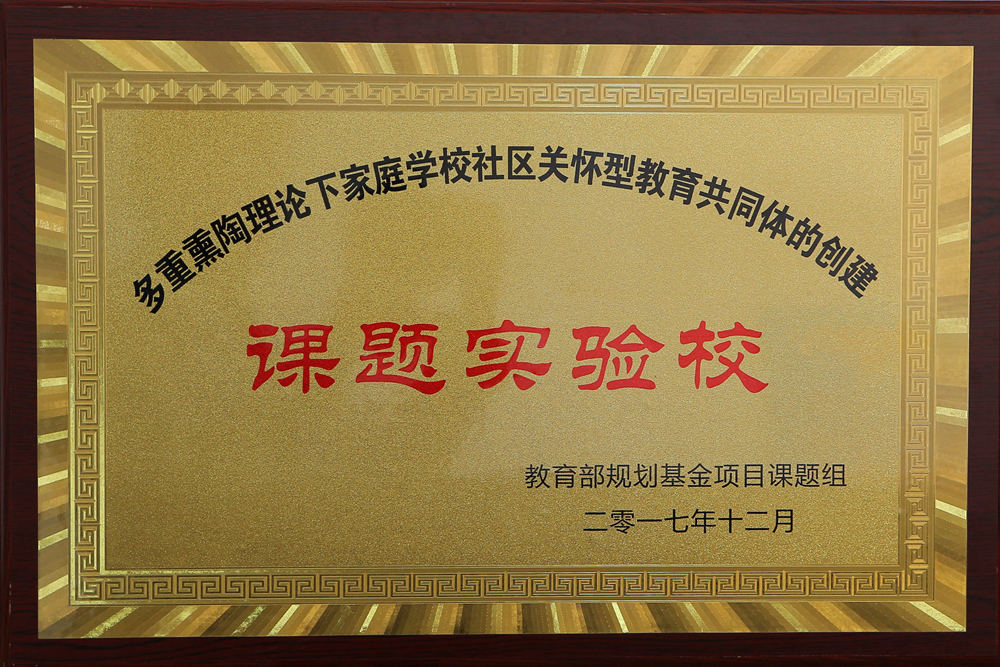 多重熏陶理论下家庭学校社区关怀型教育共同体的创建
课题实验校
教育部规划基金项目课题组
二零一七年十二月